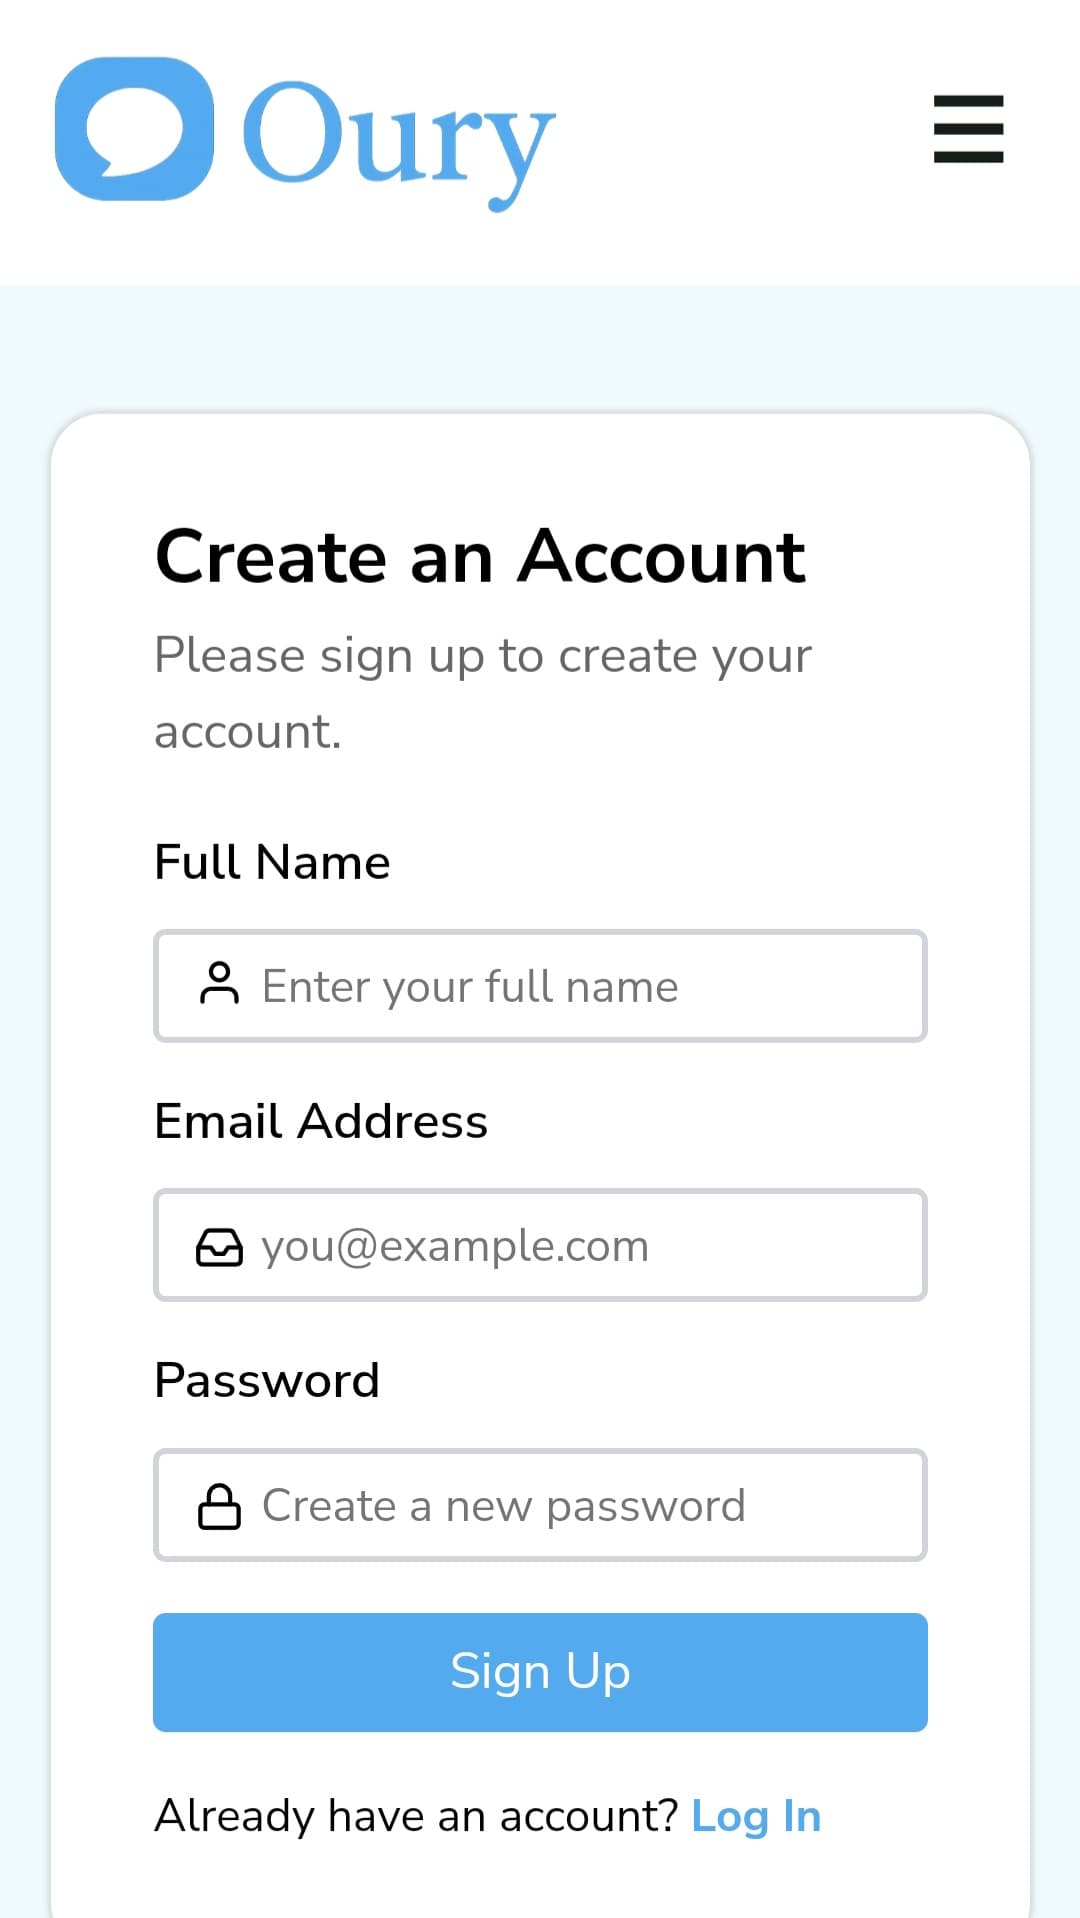 Oury
Create an Account
Please sign up to create your
account.
Full Name
Enter your full name
Email Address
you@example.com
Password
Create a new password
Sign Up
Already have an account? Log In